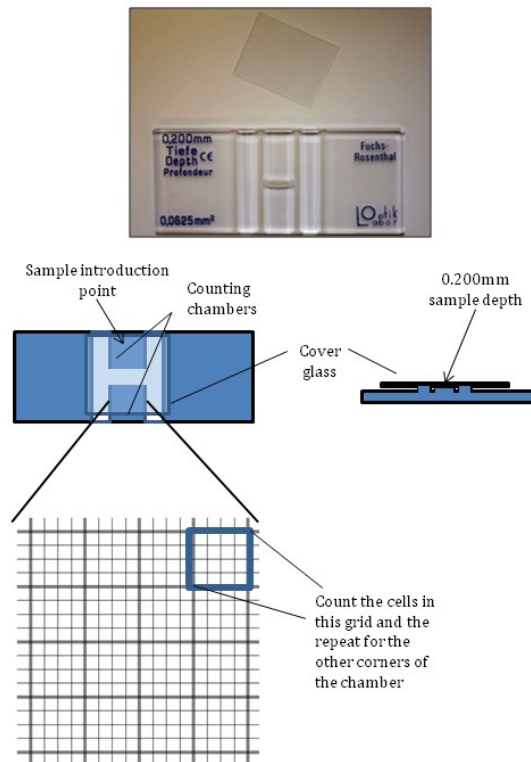 0,200mm
Tiefe
Depth CE
Profondeur
0,0625mm²
Fuchs-
Rosenthal
Optik
Labor
Sample introduction
point
Counting
chambers
0.200mm
sample depth
Cover
glass
Count the cells in
this grid and the
repeat for the
other corners of
the chamber